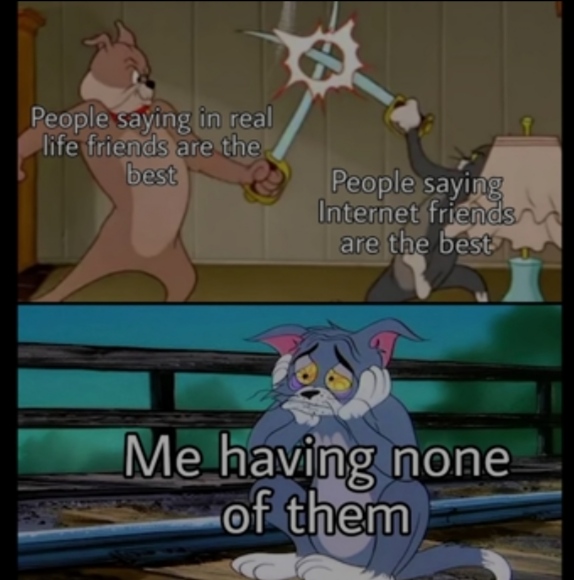 People saying in real
life friends are the
best
People saying
Internet friends
are the best
Me having none
of them